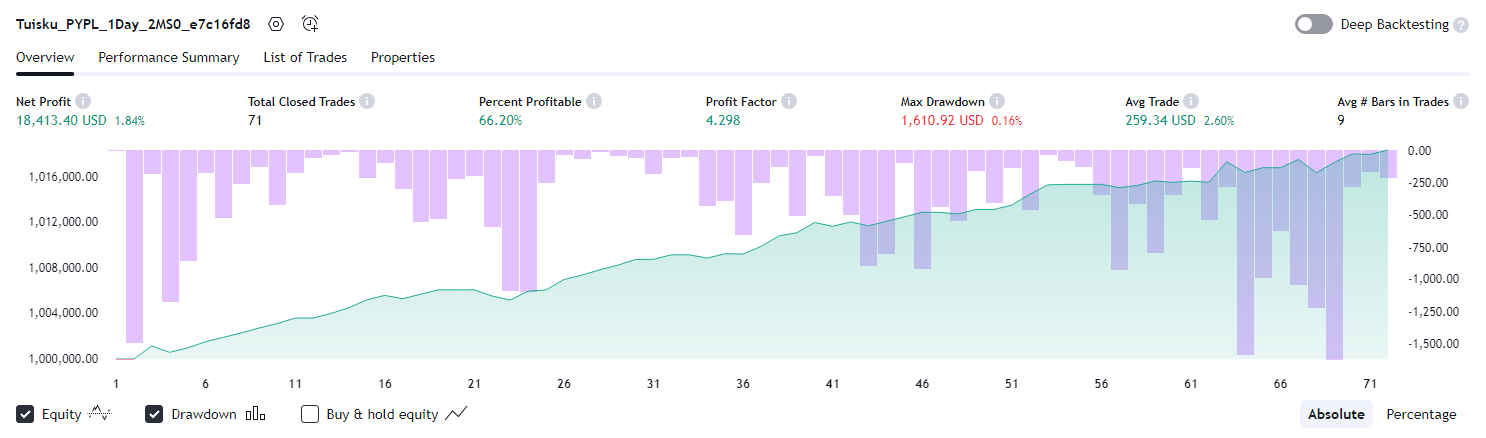 Tuisku_PYPL_1Day_2MS0_e7c16fd8
Deep Backtesting ?
Overview Performance Summary List of Trades Properties
Net Profit i Total Closed Trades i Percent Profitable i Profit Factor i Max Drawdown i Avg Trade i Avg # Bars in Trades i
18,413.40 USD 1.84% 71 66.20% 4.298 1,610.92 USD 0.16% 259.34 USD 2.60% 9
0.00
1,016,000.00 -250.00
1,012,000.00 -500.00
-750.00
1,008,000.00 -1,000.00
1,004,000.00 -1,250.00
-1,500.00
1,000,000.00
1 6 11 16 21 26 31 36 41 46 51 56 61 66 71
Equity Drawdown Buy & hold equity Absolute Percentage